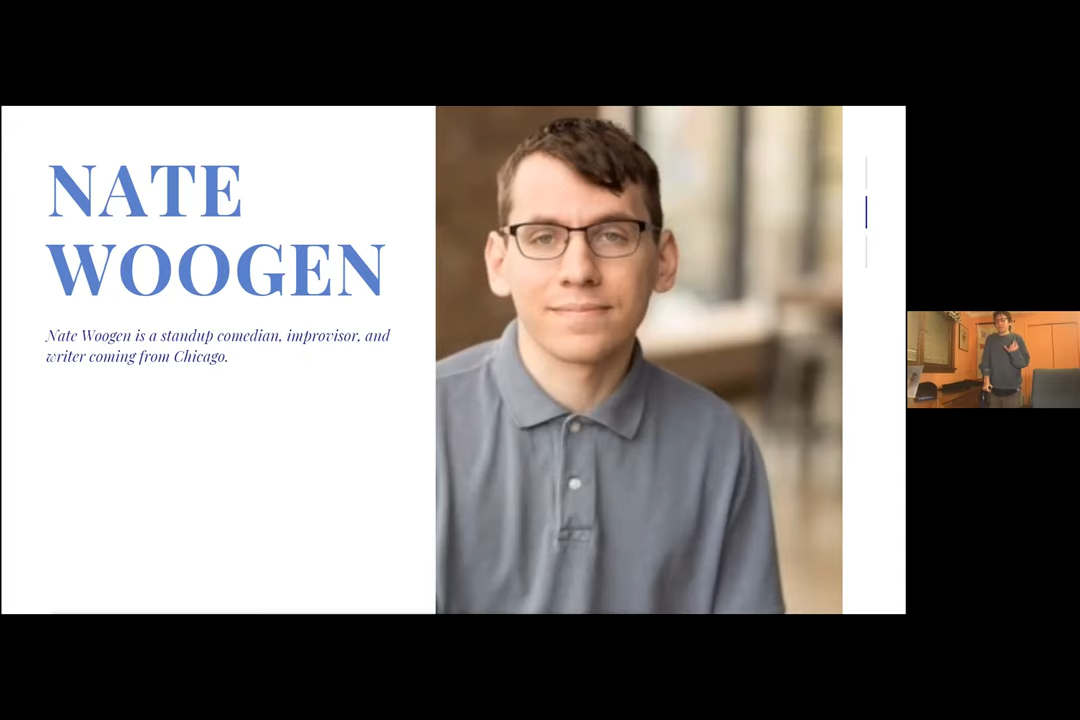 NATE
WOOGEN
Nate Woogen is a standup comedian, improvisor, and
writer coming from Chicago.